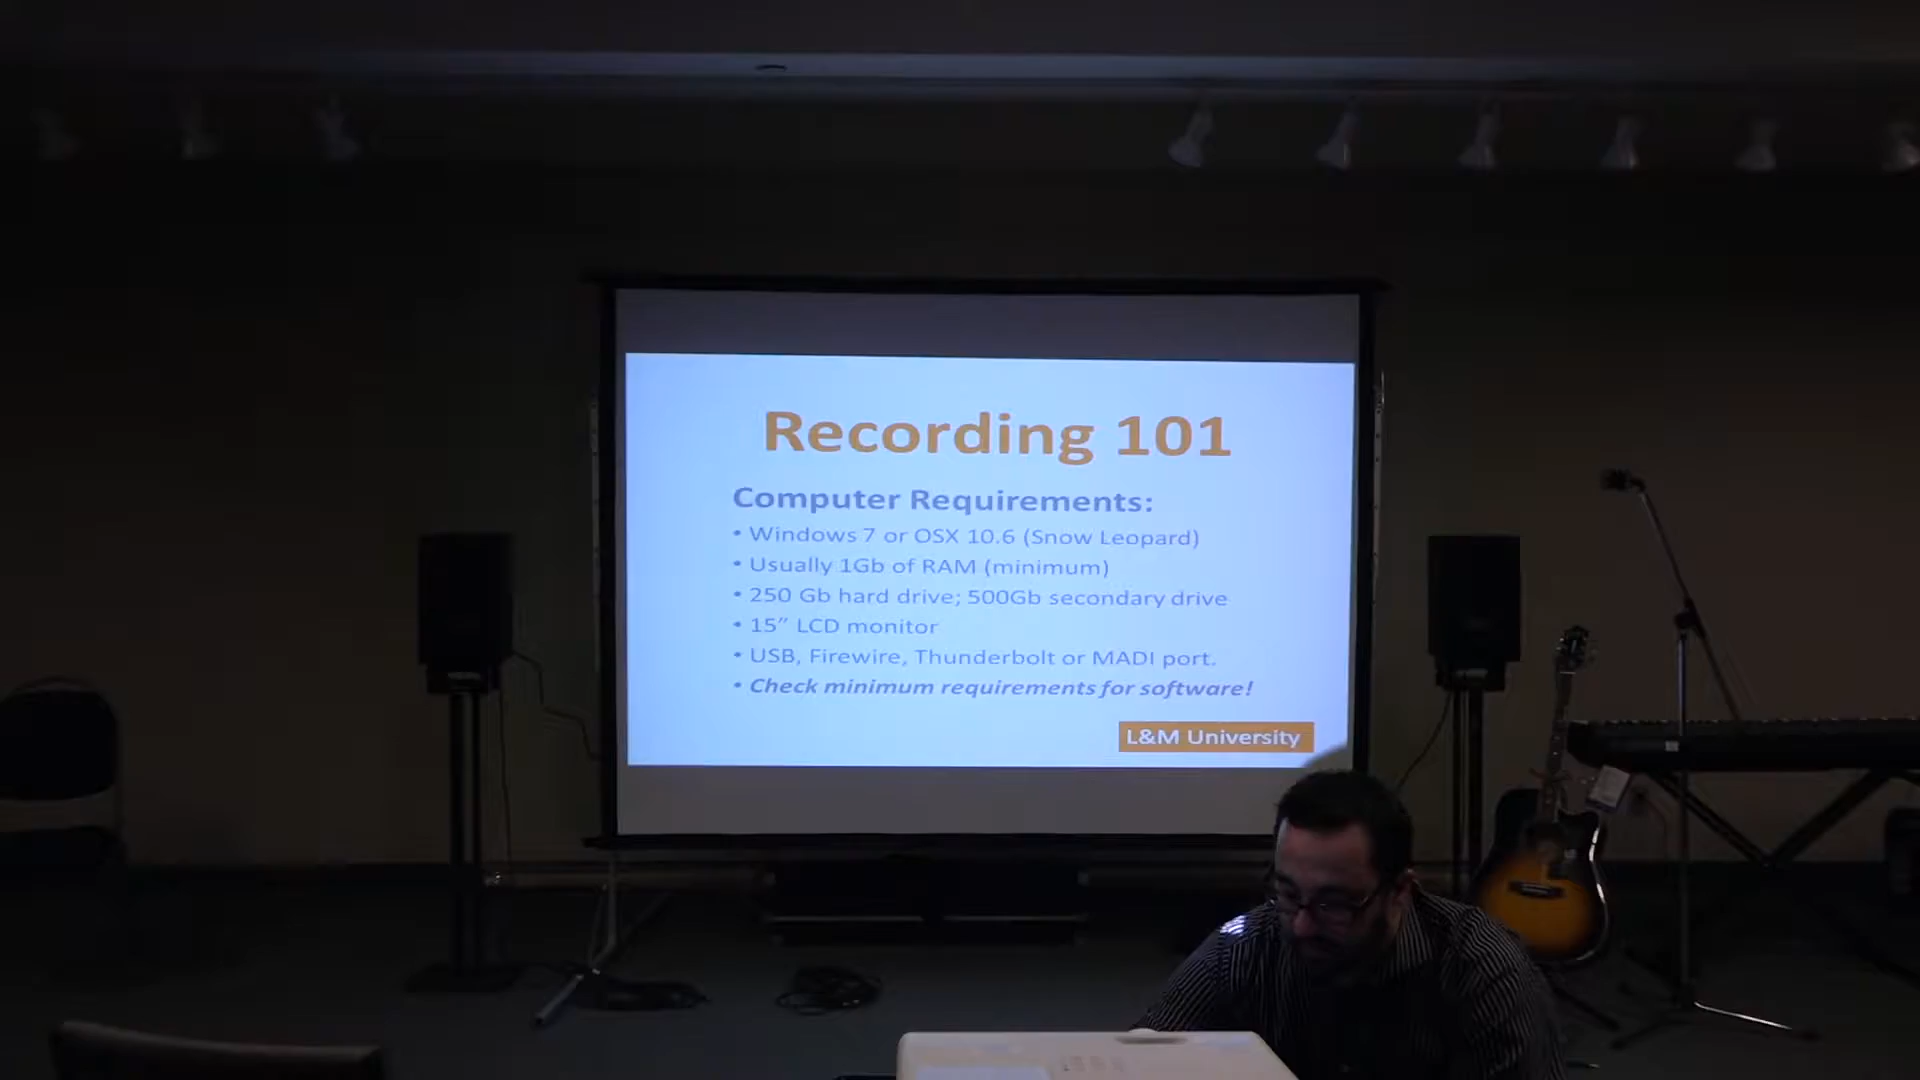 Recording 101
Computer Requirements:
• Windows 7 or OSX 10.6 (Snow Leopard)
• Usually 1Gb of RAM (minimum)
• 250 Gb hard drive; 500Gb secondary drive
• 15” LCD monitor
• USB, Firewire, Thunderbolt or MADI port.
• Check minimum requirements for software!
L&M University